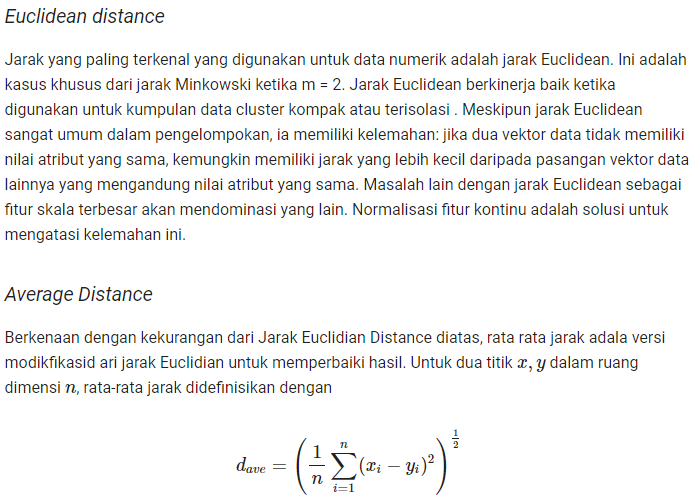 Euclidean distance
Jarak yang paling terkenal yang digunakan untuk data numerik adalah jarak Euclidean. Ini adalah
kasus khusus dari jarak Minkowski ketika m = 2. Jarak Euclidean berkinerja baik ketika
digunakan untuk kumpulan data cluster kompak atau terisolasi . Meskipun jarak Euclidean
sangat umum dalam pengelompokan, ia memiliki kelemahan: jika dua vektor data tidak memiliki
nilai atribut yang sama, kemungkinan memiliki jarak yang lebih kecil daripada pasangan vektor data
lainnya yang mengandung nilai atribut yang sama. Masalah lain dengan jarak Euclidean sebagai
fitur skala terbesar akan mendominasi yang lain. Normalisasi fitur kontinu adalah solusi untuk
mengatasi kelemahan ini.
Average Distance
Berkenaan dengan kekurangan dari Jarak Euclidian Distance diatas, rata rata jarak adala versi
modikfikasid ari jarak Euclidian untuk memperbaiki hasil. Untuk dua titik x, y dalam ruang
dimensi n, rata-rata jarak didefinisikan dengan
d_{ave} = \left( \frac{1}{n} \sum_{i=1}^{n} (x_i - y_i)^2 \right)^{\frac{1}{2}}